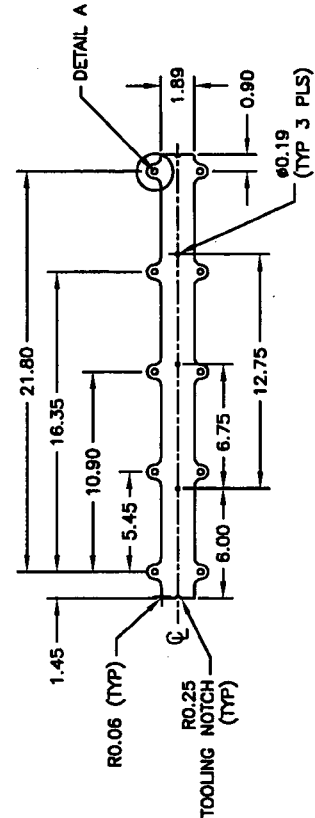 DETAIL A
21.80
16.35
10.90
5.45
1.45
1.89
0.90
R0.06 (TYP)
℄
R0.25
TOOLING NOTCH
(TYP)
6.00
6.75
12.75
ø0.19
(TYP 3 PLS)